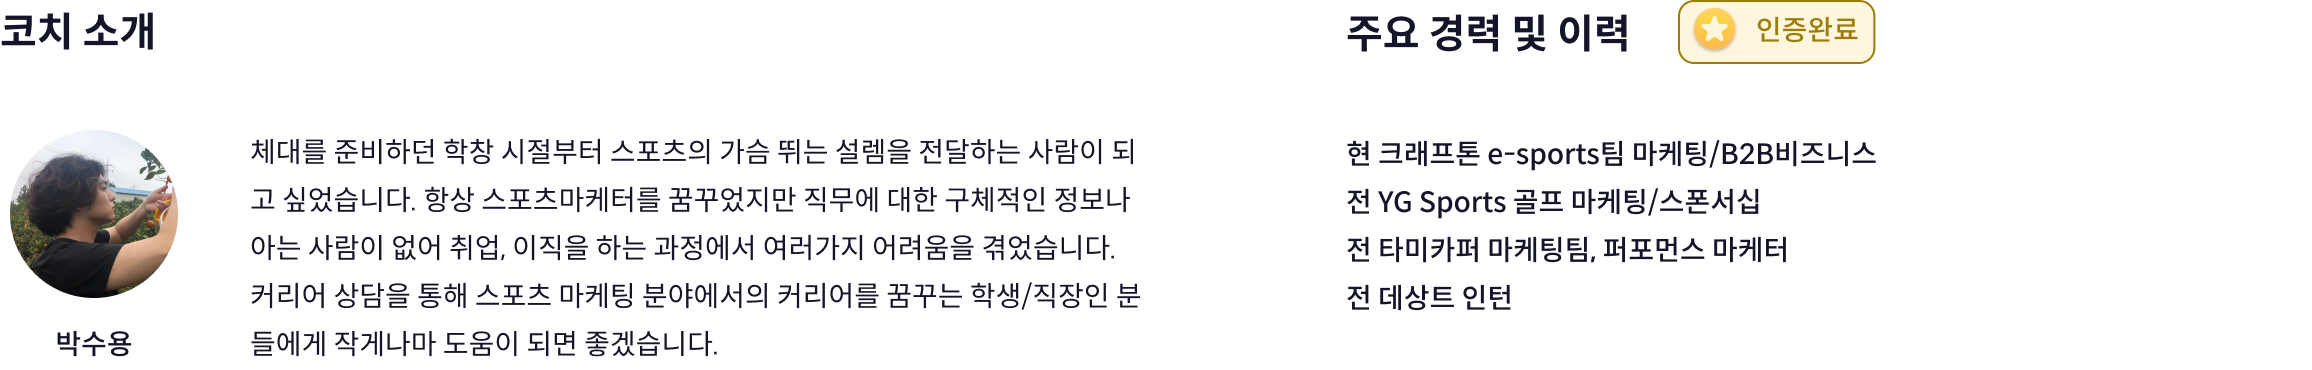 코치 소개
박수용
체대를 준비하던 학창 시절부터 스포츠의 가슴 뛰는 설렘을 전달하는 사람이 되
고 싶었습니다. 항상 스포츠마케터를 꿈꾸었지만 직무에 대한 구체적인 정보나
아는 사람이 없어 취업, 이직을 하는 과정에서 여러가지 어려움을 겪었습니다.
커리어 상담을 통해 스포츠 마케팅 분야에서의 커리어를 꿈꾸는 학생/직장인 분
들에게 작게나마 도움이 되면 좋겠습니다.
주요 경력 및 이력
인증완료
현 크래프톤 e-sports팀 마케팅/B2B비즈니스
전 YG Sports 골프 마케팅/스폰서십
전 타미카퍼 마케팅팀, 퍼포먼스 마케터
전 데상트 인턴